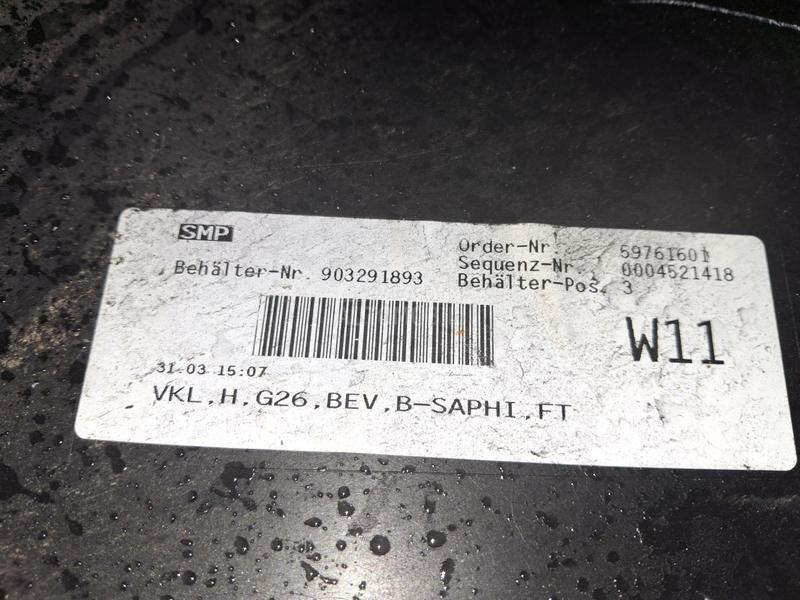 SMP
Order-Nr. 59761601
Sequenz-Nr. 0004521418
Behälter-Nr. 903291893
Behälter-Pos. 3
W11
31.03 15:07
VKL,H,G26,BEV,B-SAPHI,FT